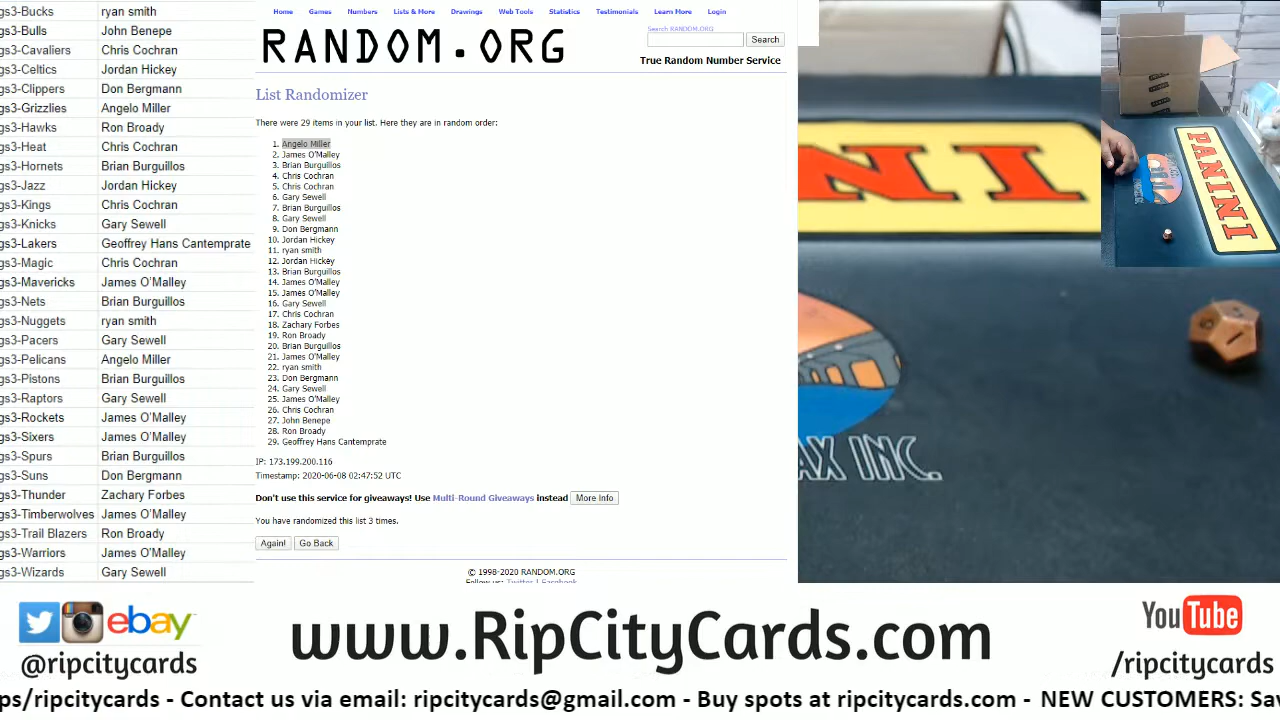 gs3-Bucks ryan smith
gs3-Bulls John Benepe
gs3-Cavaliers Chris Cochran
gs3-Celtics Jordan Hickey
gs3-Clippers Don Bergmann
gs3-Grizzlies Angelo Miller
gs3-Hawks Ron Broady
gs3-Heat Chris Cochran
gs3-Hornets Brian Burguillos
gs3-Jazz Jordan Hickey
gs3-Kings Chris Cochran
gs3-Knicks Gary Sewell
gs3-Lakers Geoffrey Hans Cantemprate
gs3-Magic Chris Cochran
gs3-Mavericks James O'Malley
gs3-Nets Brian Burguillos
gs3-Nuggets ryan smith
gs3-Pacers Gary Sewell
gs3-Pelicans Angelo Miller
gs3-Pistons Brian Burguillos
gs3-Raptors Gary Sewell
gs3-Rockets James O'Malley
gs3-Sixers James O'Malley
gs3-Spurs Brian Burguillos
gs3-Suns Don Bergmann
gs3-Thunder Zachary Forbes
gs3-Timberwolves James O'Malley
gs3-Trail Blazers Ron Broady
gs3-Warriors James O'Malley
gs3-Wizards Gary Sewell
Home Games Numbers Lists & More Drawings Web Tools Statistics Testimonials Learn More Login
RANDOM.ORG
Search RANDOM.ORG
Search
True Random Number Service
List Randomizer
There were 29 items in your list. Here they are in random order:
1. Angelo Miller
2. James O'Malley
3. Brian Burguillos
4. Chris Cochran
5. Chris Cochran
6. Gary Sewell
7. Brian Burguillos
8. Gary Sewell
9. Don Bergmann
10. Jordan Hickey
11. ryan smith
12. Jordan Hickey
13. Brian Burguillos
14. James O'Malley
15. James O'Malley
16. Gary Sewell
17. Chris Cochran
18. Zachary Forbes
19. Ron Broady
20. Brian Burguillos
21. James O'Malley
22. ryan smith
23. Don Bergmann
24. Gary Sewell
25. James O'Malley
26. Chris Cochran
27. John Benepe
28. Ron Broady
29. Geoffrey Hans Cantemprate
IP: 173.199.200.116
Timestamp: 2020-06-08 02:47:52 UTC
Don't use this service for giveaways! Use Multi-Round Giveaways instead More Info
You have randomized this list 3 times.
Again! Go Back
© 1998-2020 RANDOM.ORG
Follow us: Twitter | Facebook
NI
AX INC.
PANINI
ebay
@ripcitycards
www.RipCityCards.com
YouTube
/ripcitycards
ps/ripcitycards - Contact us via email: ripcitycards@gmail.com - Buy spots at ripcitycards.com - NEW CUSTOMERS: Sav